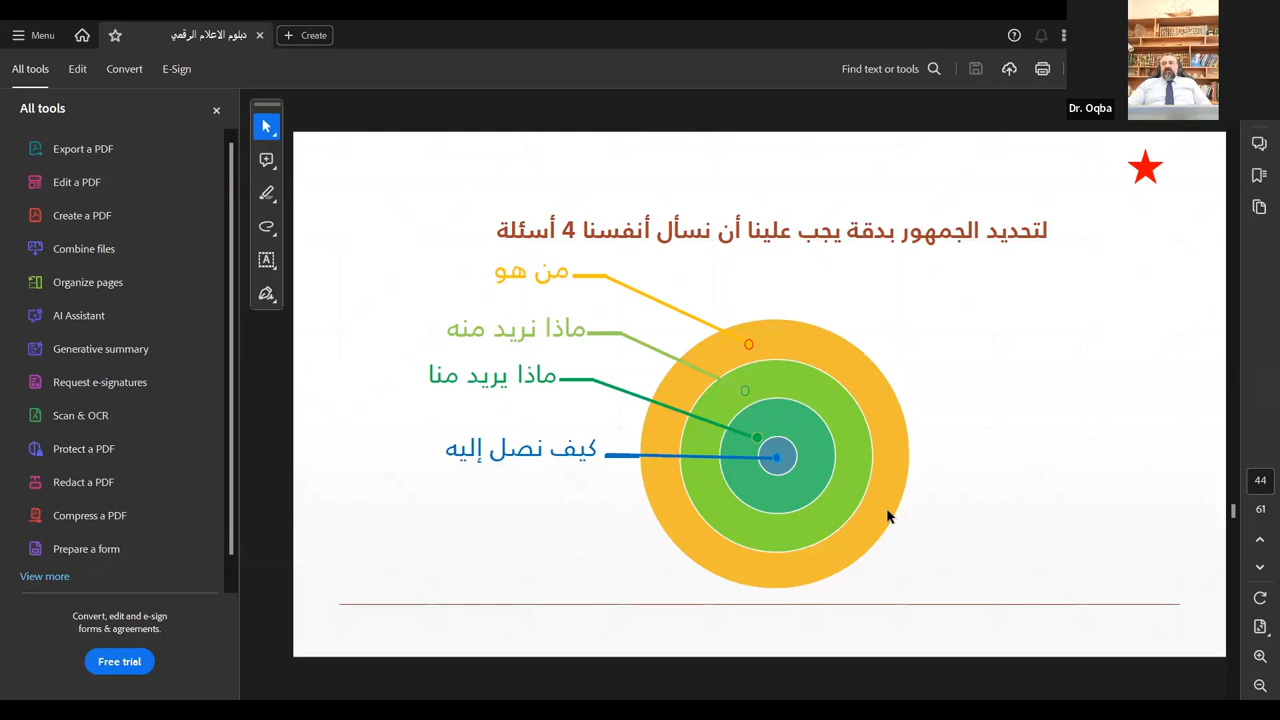 Menu
دبلوم الاعلام الرقمي
Create
All tools
Edit
Convert
E-Sign
Find text or tools
Dr. Oqba
All tools
Export a PDF
Edit a PDF
Create a PDF
Combine files
Organize pages
AI Assistant
Generative summary
Request e-signatures
Scan & OCR
Protect a PDF
Redact a PDF
Compress a PDF
Prepare a form
View more
Convert, edit and e-sign
forms & agreements.
Free trial
لتحديد الجمهور بدقة يجب علينا أن نسأل أنفسنا 4 أسئلة
من هو
ماذا نريد منه
ماذا يريد منا
كيف نصل إليه
44
61